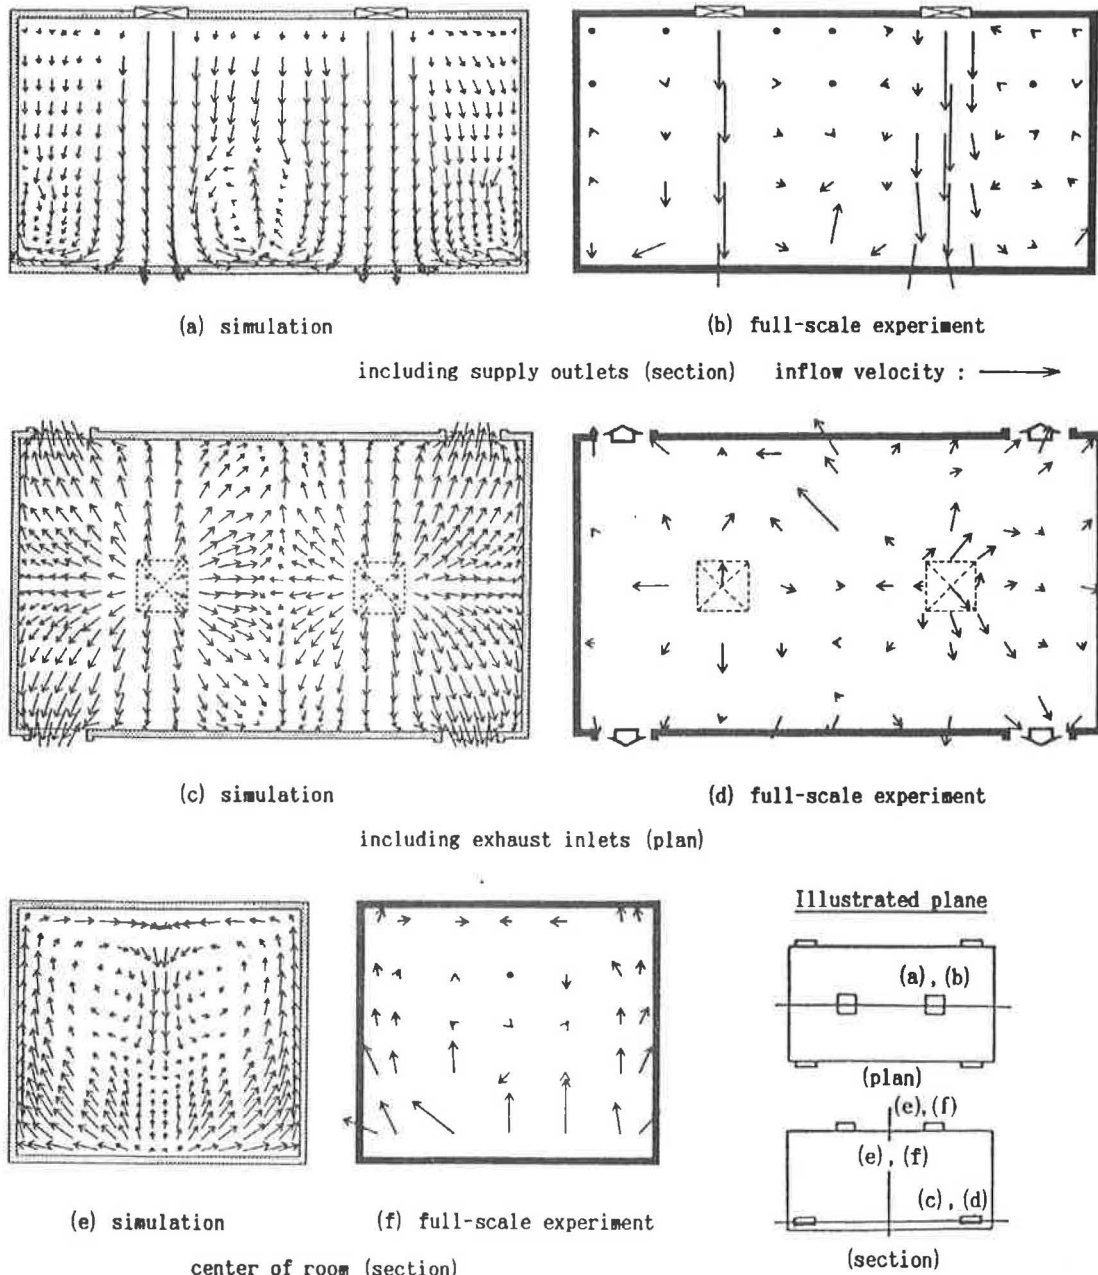 (a) simulation
(b) full-scale experiment
including supply outlets (section) inflow velocity :
(c) simulation
(d) full-scale experiment
including exhaust inlets (plan)
Illustrated plane
(a), (b)
(plan)
(e), (f)
(e), (f)
(c), (d)
(section)
(e) simulation
(f) full-scale experiment
center of room (section)